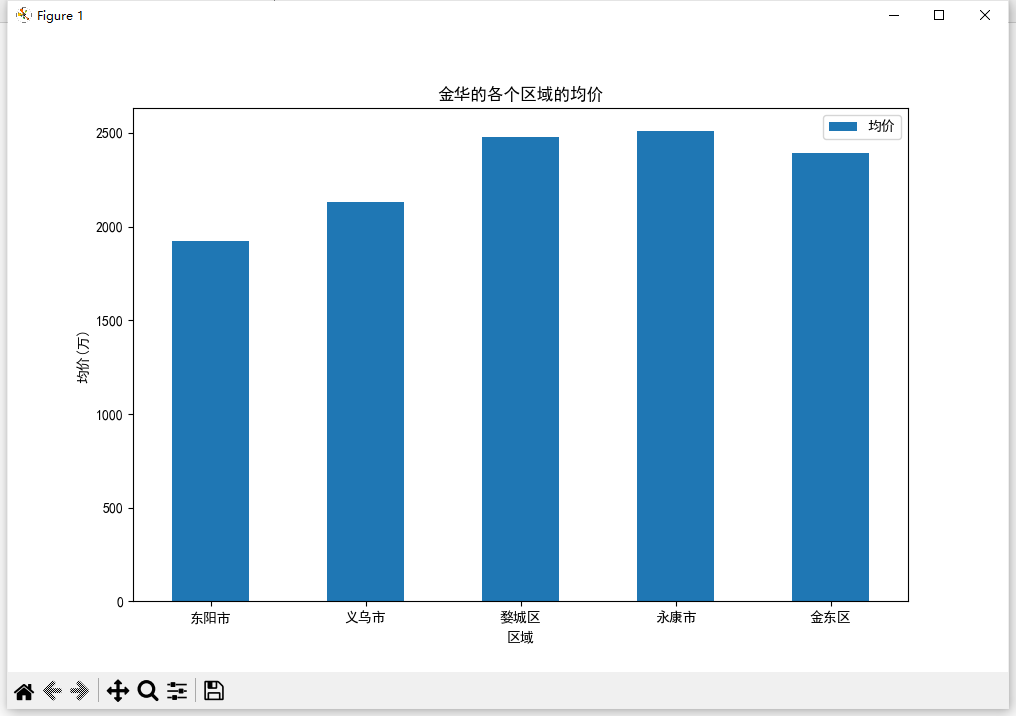 Figure 1
金华的各个区域的均价
均价
2500
2000
1500
1000
500
0
均价(万)
东阳市 义乌市 婺城区 永康市 金东区
区域